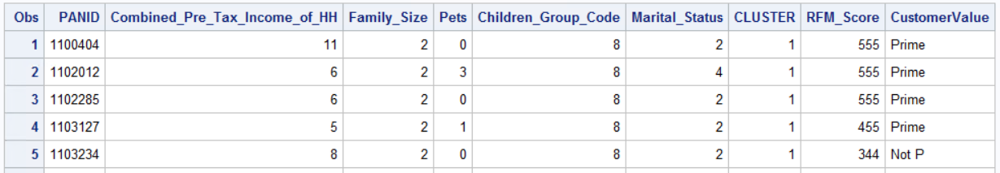 Obs PANID Combined_Pre_Tax_Income_of_HH Family_Size Pets Children_Group_Code Marital_Status CLUSTER RFM_Score CustomerValue
1 1100404 11 2 0 8 2 1 555 Prime
2 1102012 6 2 3 8 4 1 555 Prime
3 1102285 6 2 0 8 2 1 555 Prime
4 1103127 5 2 1 8 2 1 455 Prime
5 1103234 8 2 0 8 2 1 344 Not P